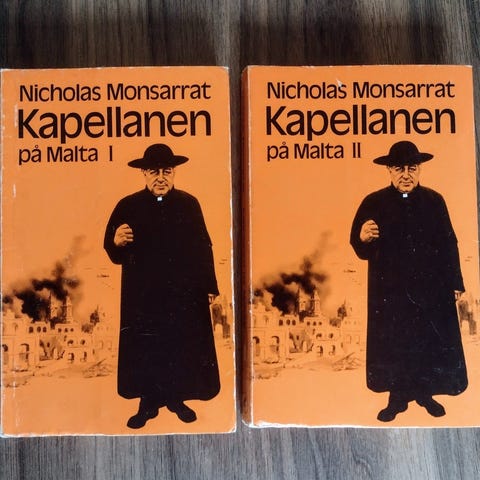 Nicholas Monsarrat
Kapellanen
på Malta I
Nicholas Monsarrat
Kapellanen
på Malta II